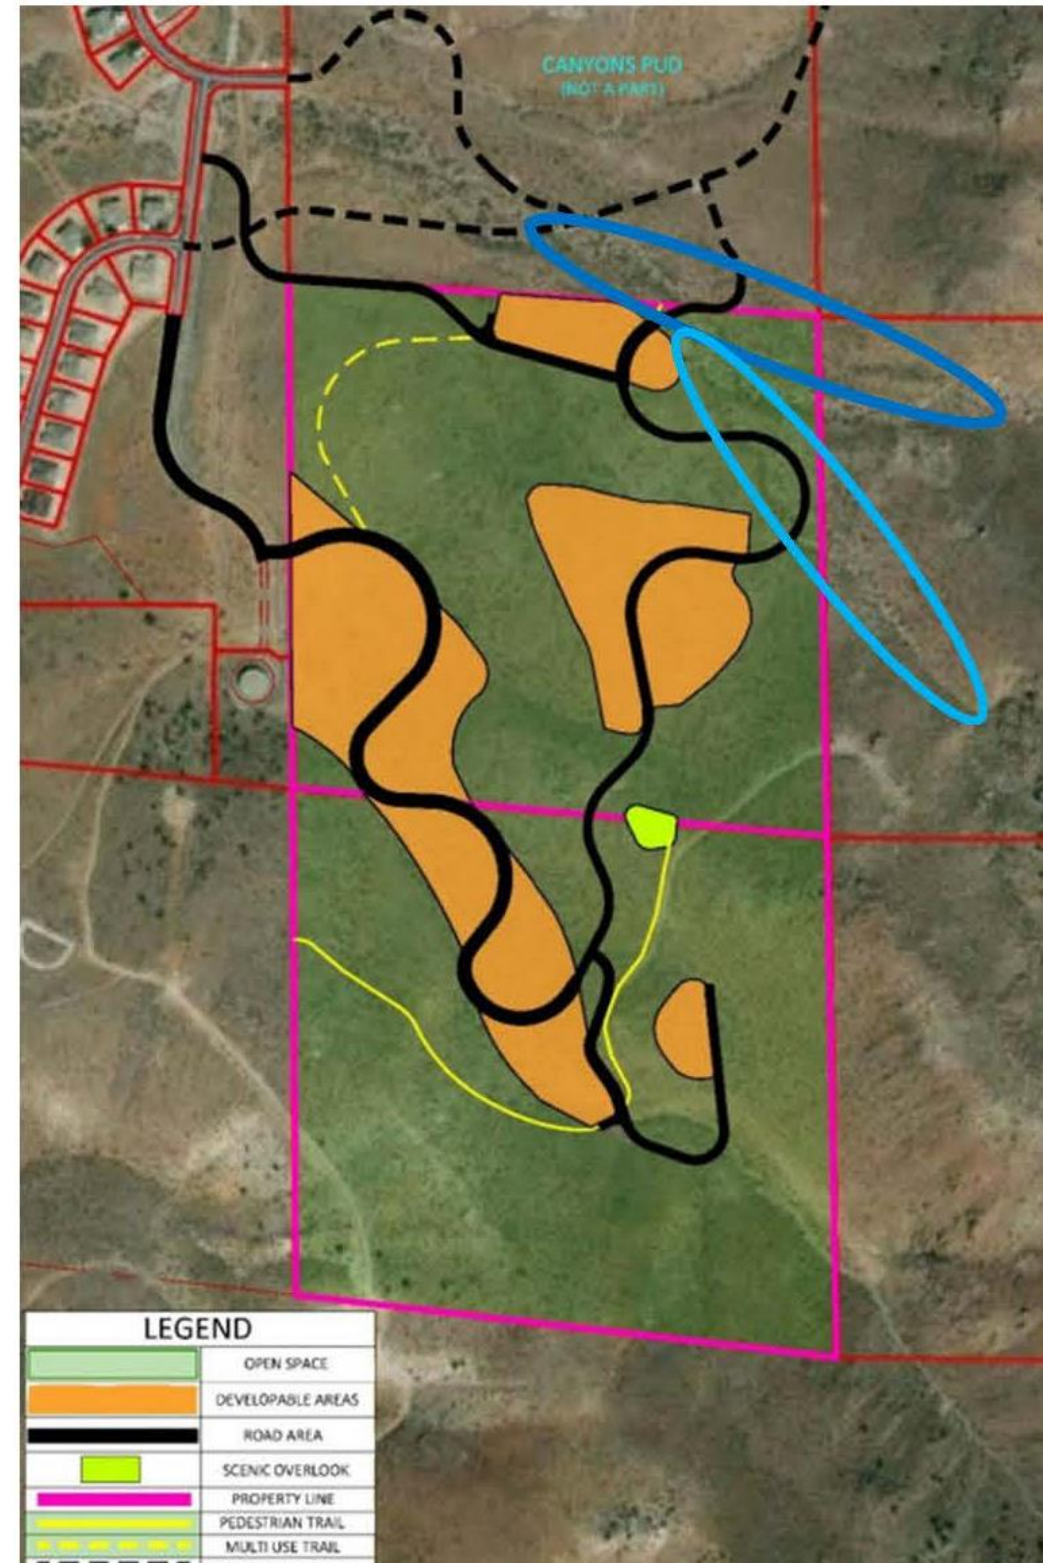 CANYONS PUD
(NOT A PART)
LEGEND
OPEN SPACE
DEVELOPABLE AREAS
ROAD AREA
SCENIC OVERLOOK
PROPERTY LINE
PEDESTRIAN TRAIL
MULTI USE TRAIL